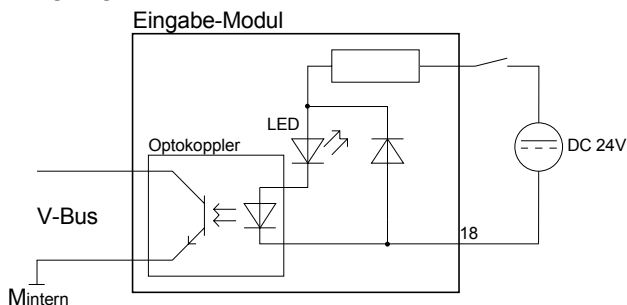 Eingabe-Modul
LED
Optokoppler
DC 24V
V-Bus
18
Mintern